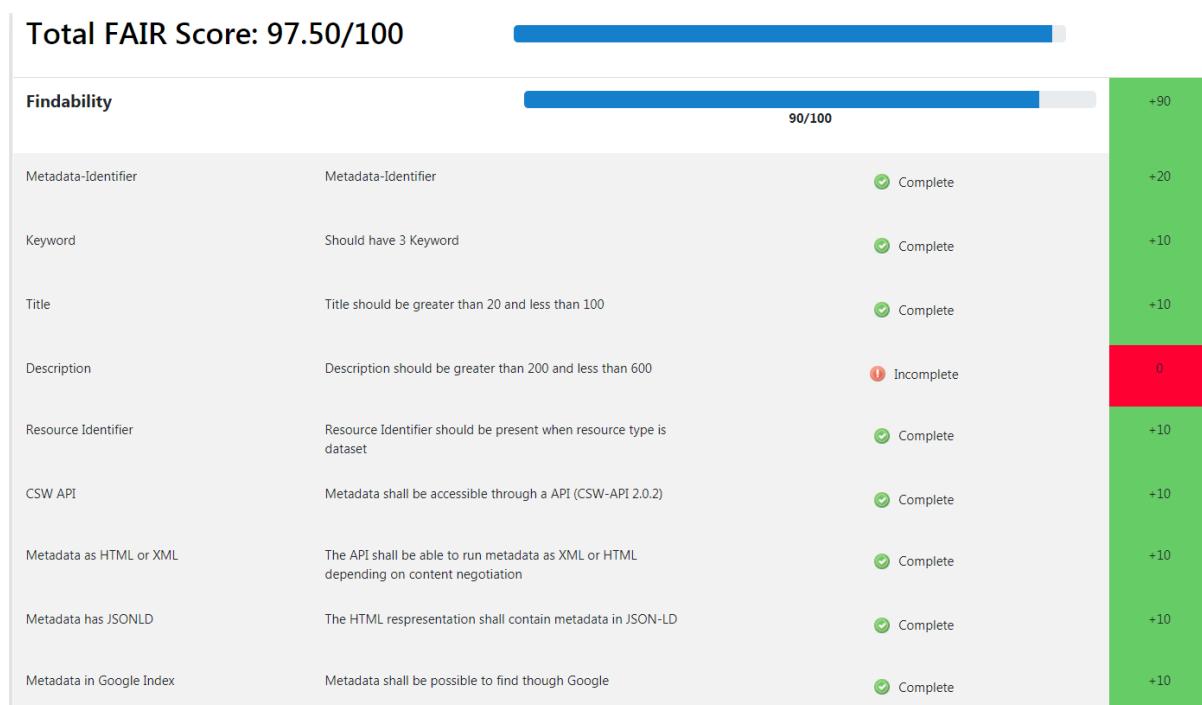 Total FAIR Score: 97.50/100
Findability
90/100
+90
Metadata-Identifier Metadata-Identifier Complete +20
Keyword Should have 3 Keyword Complete +10
Title Title should be greater than 20 and less than 100 Complete +10
Description Description should be greater than 200 and less than 600 Incomplete 0
Resource Identifier Resource Identifier should be present when resource type is
dataset Complete +10
CSW API Metadata shall be accessible through a API (CSW-API 2.0.2) Complete +10
Metadata as HTML or XML The API shall be able to run metadata as XML or HTML
depending on content negotiation Complete +10
Metadata has JSONLD The HTML respresentation shall contain metadata in JSON-LD Complete +10
Metadata in Google Index Metadata shall be possible to find though Google Complete +10